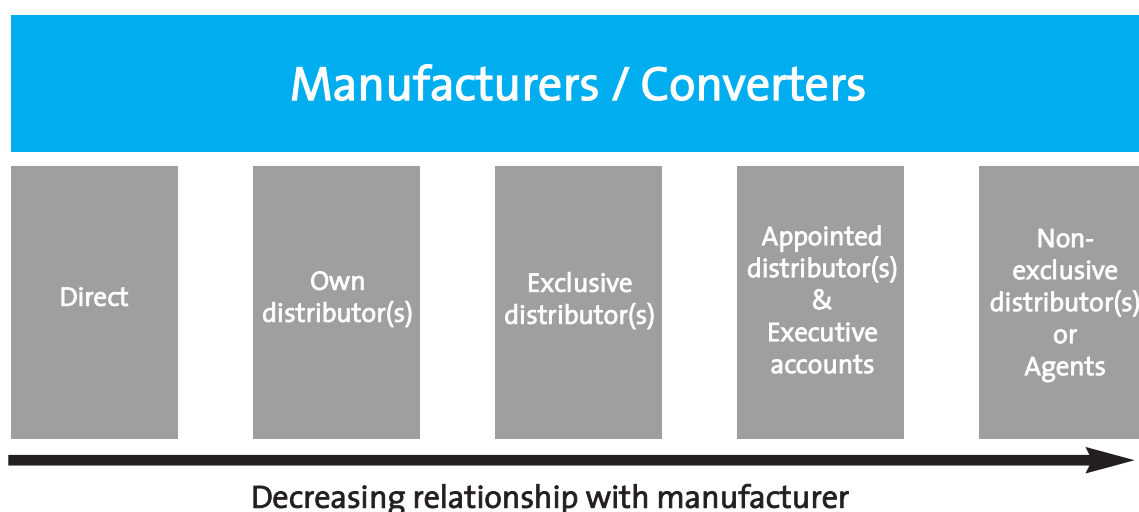 Manufacturers / Converters
Direct
Own
distributor(s)
Exclusive
distributor(s)
Appointed
distributor(s)
&
Executive
accounts
Non-
exclusive
distributor(s)
or
Agents
Decreasing relationship with manufacturer